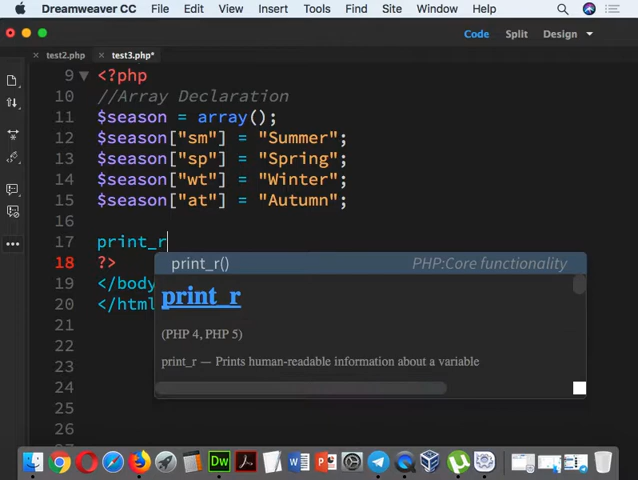 Dreamweaver CC File Edit View Insert Tools Find Site Window Help
Code Split Design
test2.php test3.php*
9 <?php
10 //Array Declaration
11 $season = array();
12 $season["sm"] = "Summer";
13 $season["sp"] = "Spring";
14 $season["wt"] = "Winter";
15 $season["at"] = "Autumn";
16
17 print_r
18 ?>
print_r() PHP:Core functionality
19 </body
print_r
20 </html
21
(PHP 4, PHP 5)
22
print_r — Prints human-readable information about a variable
23
24
25
26
Dw W P